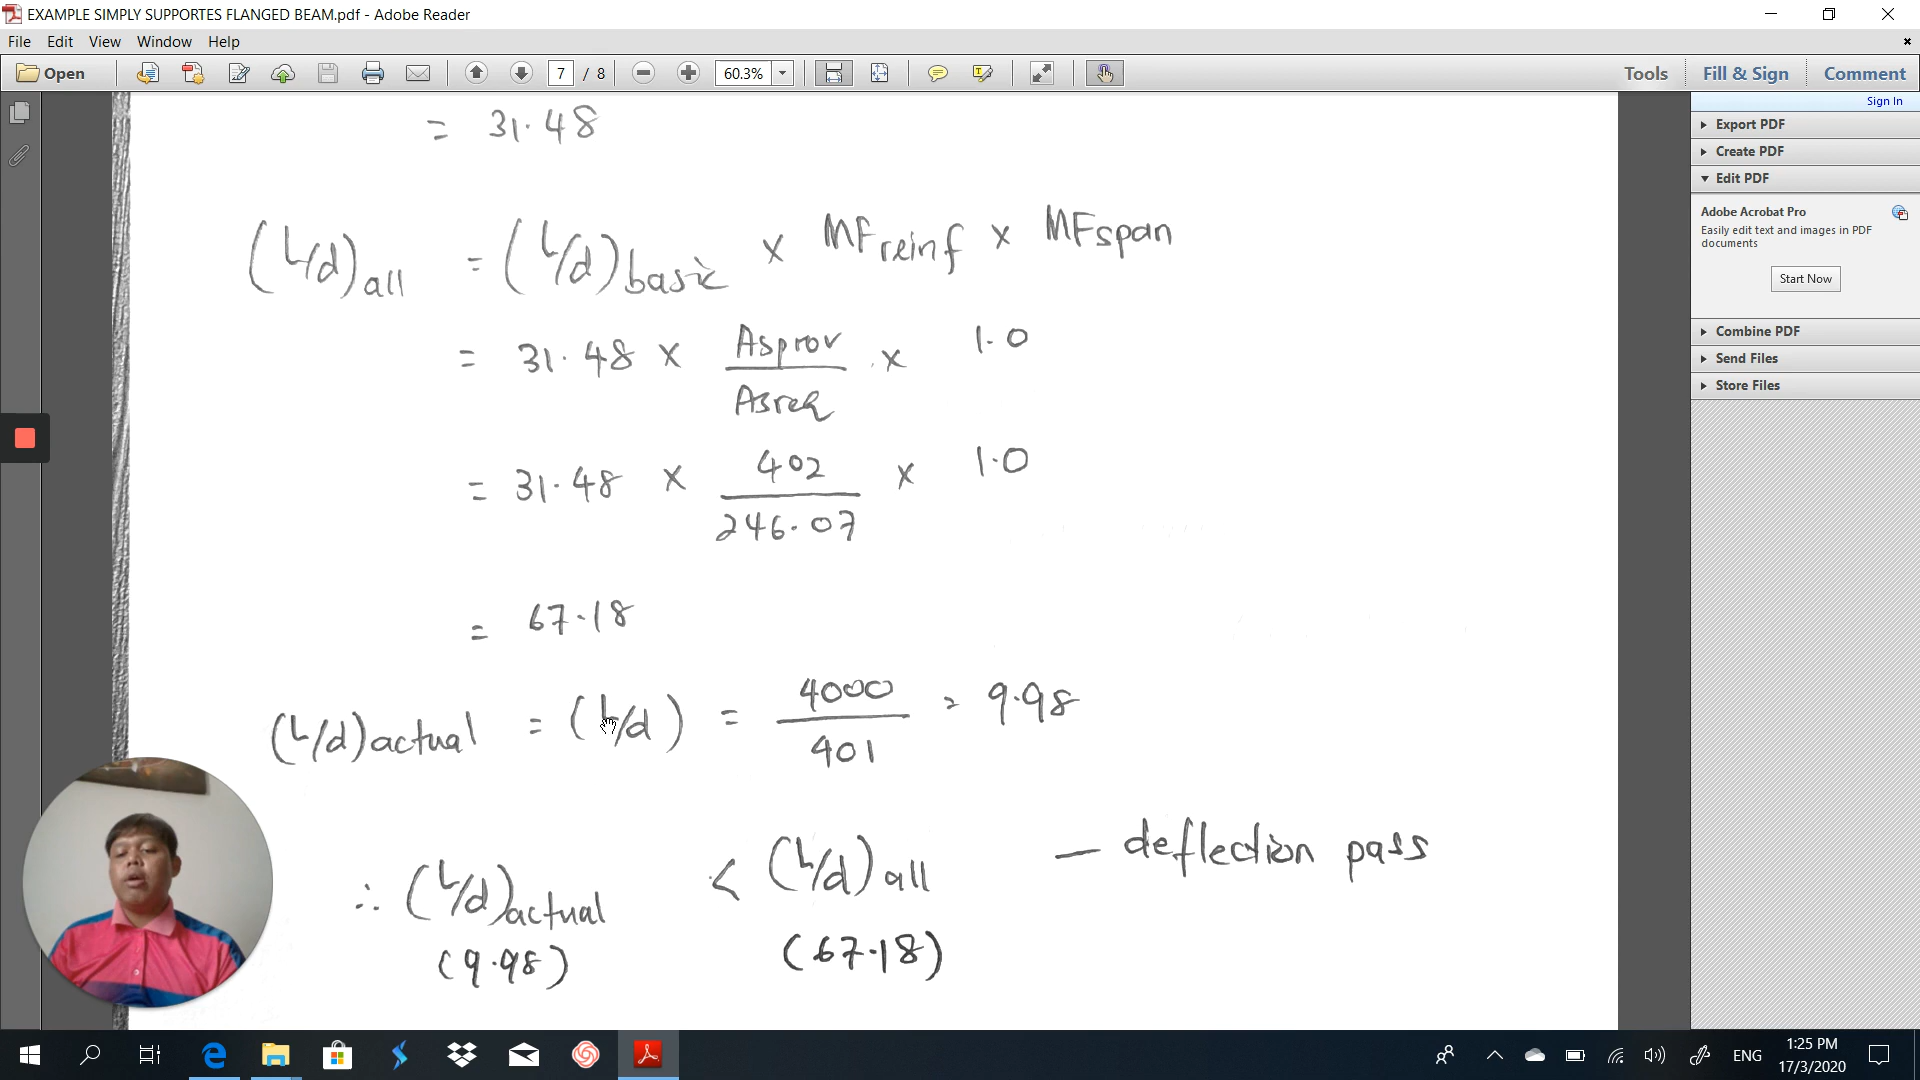 EXAMPLE SIMPLY SUPPORTES FLANGED BEAM.pdf - Adobe Reader
File Edit View Window Help
Open 7 / 8 60.3% Tools Fill & Sign Comment
Sign In
Export PDF
Create PDF
Edit PDF
Adobe Acrobat Pro
Easily edit text and images in PDF
documents
Start Now
Combine PDF
Send Files
Store Files
= 31.48
(L/d)all = (L/d)basic x MFreinf x MFspan
= 31.48 x Asprov / Asreq x 1.0
= 31.48 x 402 / 246.07 x 1.0
= 67.18
(L/d)actual = (L/d) = 4000 / 401 = 9.98
∴ (L/d)actual < (L/d)all — deflection pass
(9.98) (67.18)
ENG
1:25 PM
17/3/2020